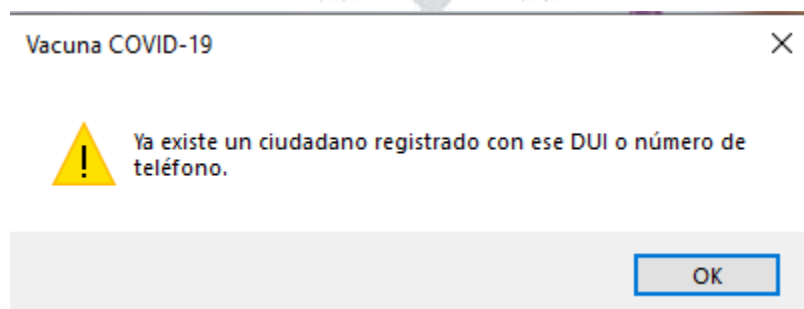 Vacuna COVID-19
Ya existe un ciudadano registrado con ese DUI o número de
teléfono.
OK